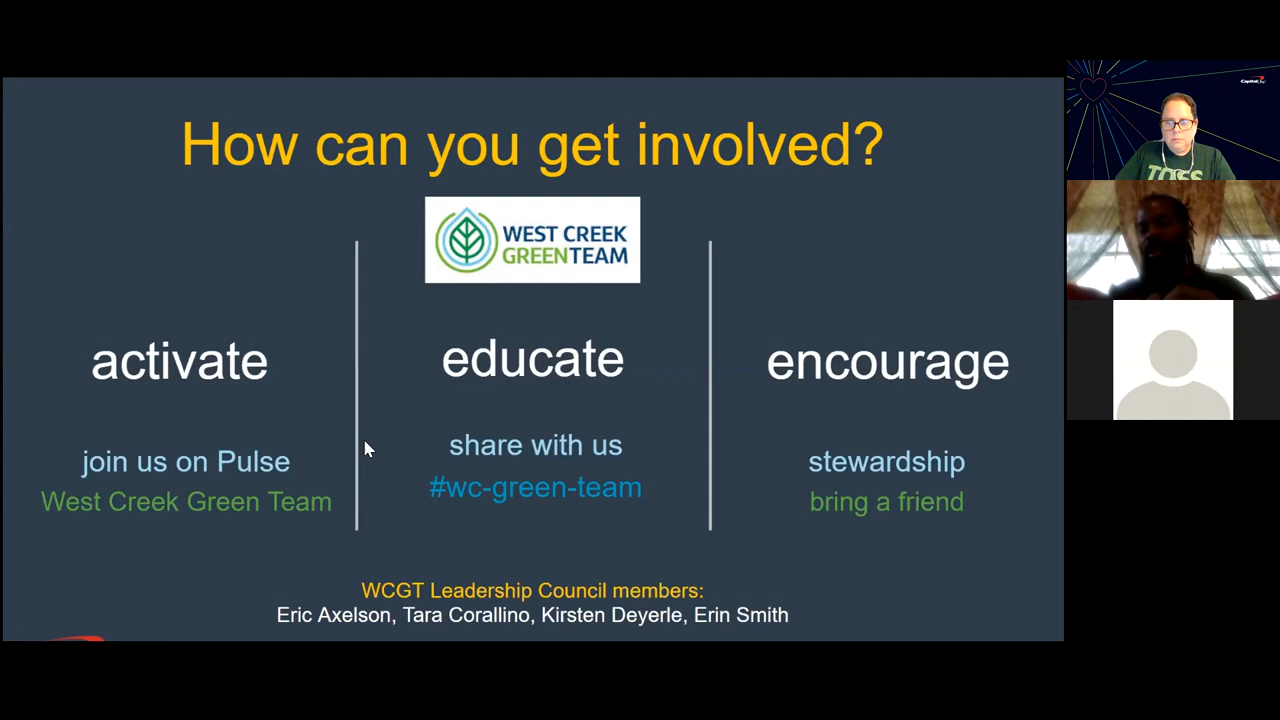 How can you get involved?
WEST CREEK
GREENTEAM
activate
join us on Pulse
West Creek Green Team
educate
share with us
#wc-green-team
encourage
stewardship
bring a friend
WCGT Leadership Council members:
Eric Axelson, Tara Corallino, Kirsten Deyerle, Erin Smith
Capital
TOSS